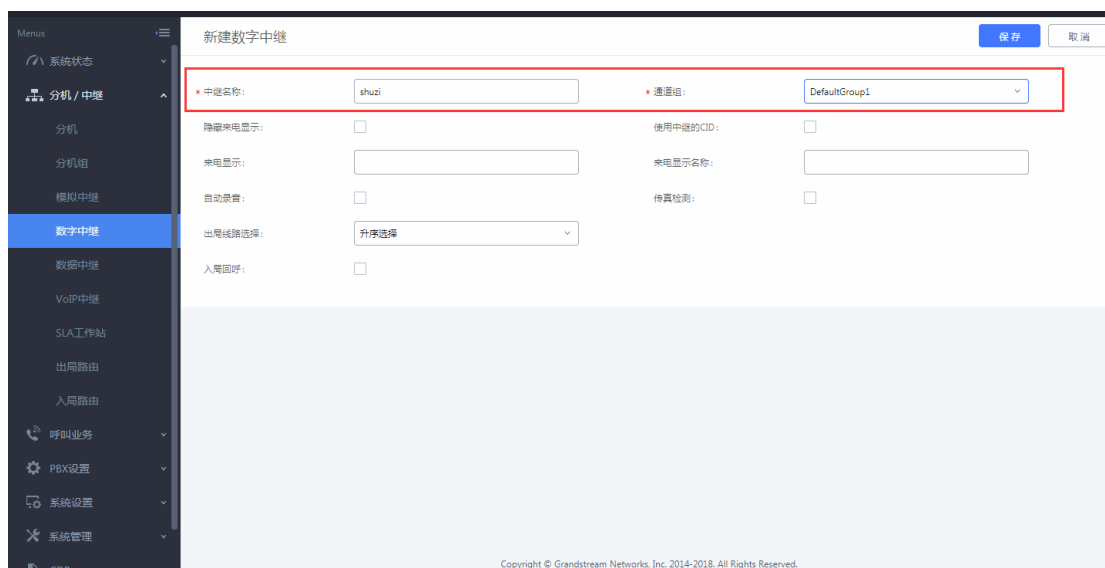 Menus
系统状态
分机 / 中继
分机
分机组
模拟中继
数字中继
数据中继
VoIP中继
SLA工作站
出局路由
入局路由
呼叫业务
PBX设置
系统设置
系统管理
新建数字中继
保存
取消
* 中继名称:
shuzi
* 通道组:
DefaultGroup1
隐藏来电显示:
使用中继的CID:
来电显示:
来电显示名称:
自动录音:
传真检测:
出局线路选择:
升序选择
入局回呼:
Copyright © Grandstream Networks, Inc. 2014-2018. All Rights Reserved.